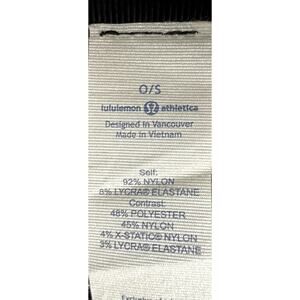 O/S
lululemon athletica
Designed in Vancouver
Made in Vietnam
Self:
92% NYLON
8% LYCRA® ELASTANE
Contrast:
48% POLYESTER
45% NYLON
4% X-STATIC® NYLON
3% LYCRA® ELASTANE